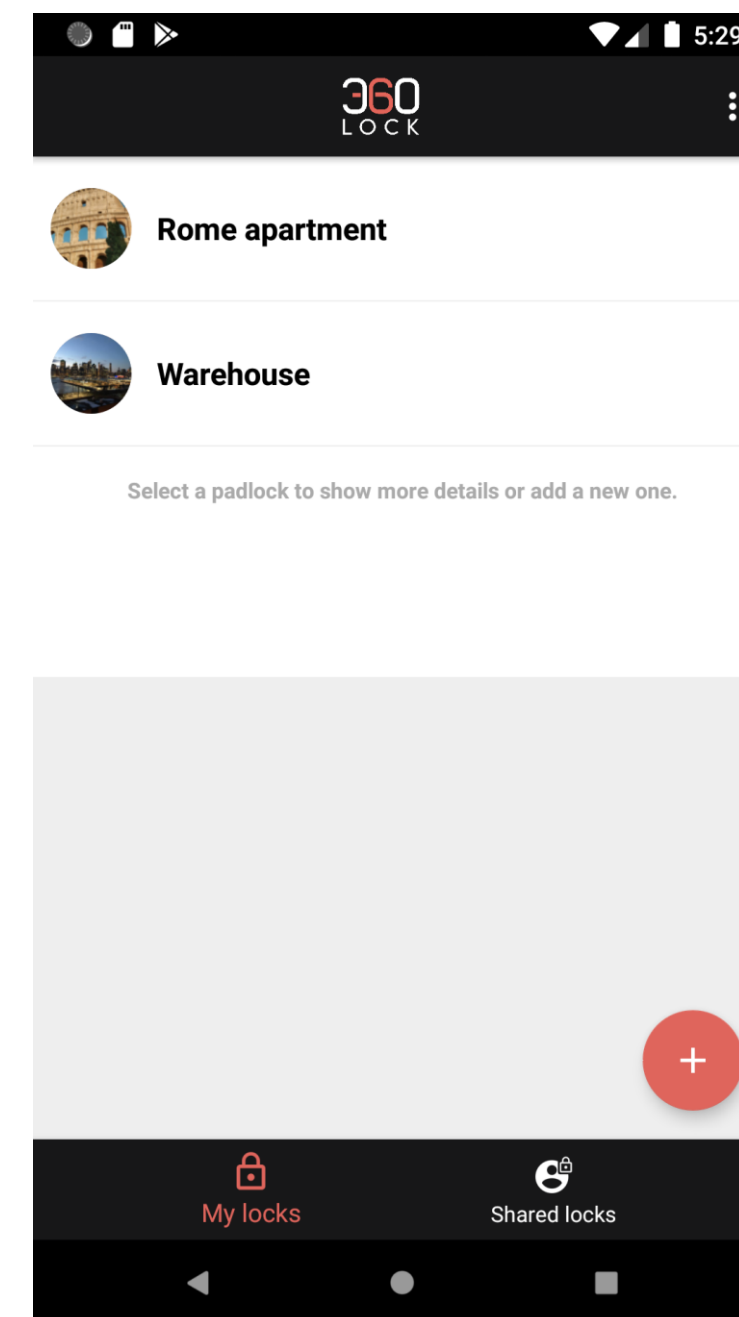 5:29
360
LOCK
Rome apartment
Warehouse
Select a padlock to show more details or add a new one.
My locks
Shared locks